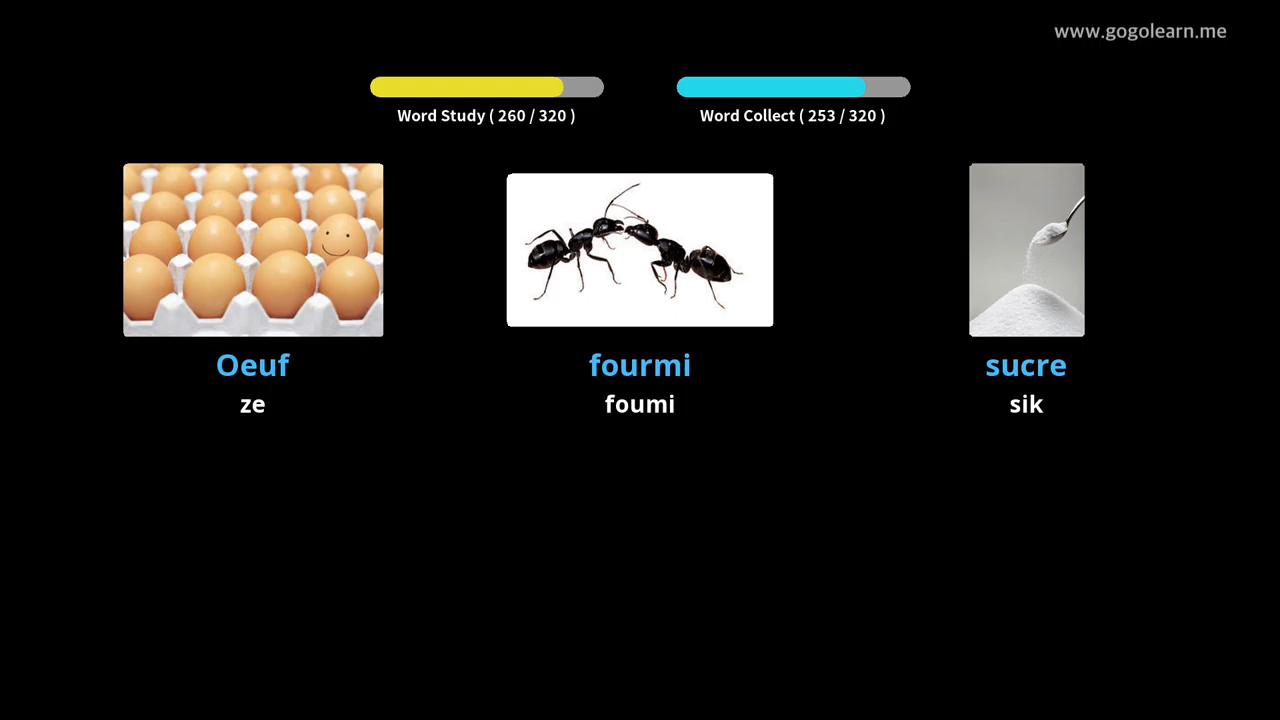 www.gogolearn.me
Word Study ( 260 / 320 )
Word Collect ( 253 / 320 )
Oeuf
ze
fourmi
foumi
sucre
sik